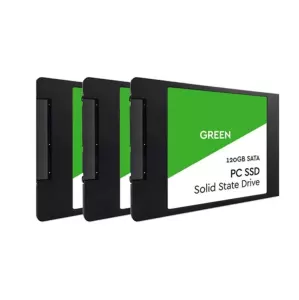 GREEN
120GB SATA
PC SSD
Solid State Drive